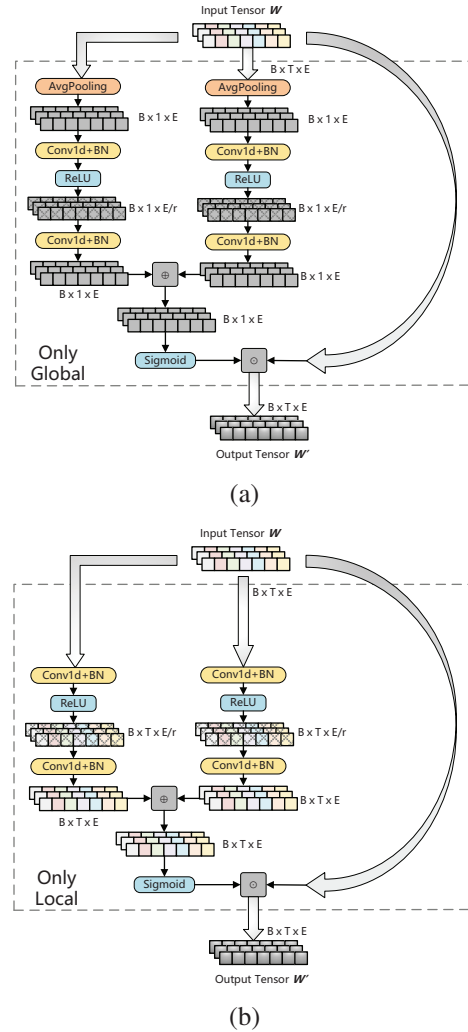 Input Tensor W
B x T x E
AvgPooling AvgPooling
B x 1 x E B x 1 x E
Conv1d+BN Conv1d+BN
ReLU ReLU
B x 1 x E/r B x 1 x E/r
Conv1d+BN Conv1d+BN
⊕ B x 1 x E
B x 1 x E
B x 1 x E
Only
Global
Sigmoid ⊙
B x T x E
Output Tensor W'
(a)
Input Tensor W
B x T x E
Conv1d+BN Conv1d+BN
ReLU ReLU
B x T x E/r B x T x E/r
Conv1d+BN Conv1d+BN
⊕ B x T x E
B x T x E
B x T x E
Only
Local
Sigmoid ⊙
B x T x E
Output Tensor W'
(b)